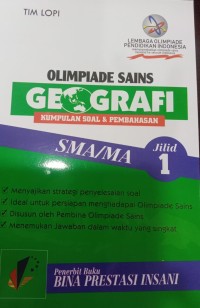 TIM LOPI
LEMBAGA OLIMPIADE
PENDIDIKAN INDONESIA
OLIMPIADE SAINS
GEOGRAFI
KUMPULAN SOAL & PEMBAHASAN
SMA/MA
Jilid
1
Menyajikan strategi penyelesaian soal
Ideal untuk persiapan menghadapi Olimpiade Sains
Disusun oleh Pembina Olimpiade Sains
Menemukan Jawaban dalam waktu yang singkat
Penerbit Buku
BINA PRESTASI INSANI